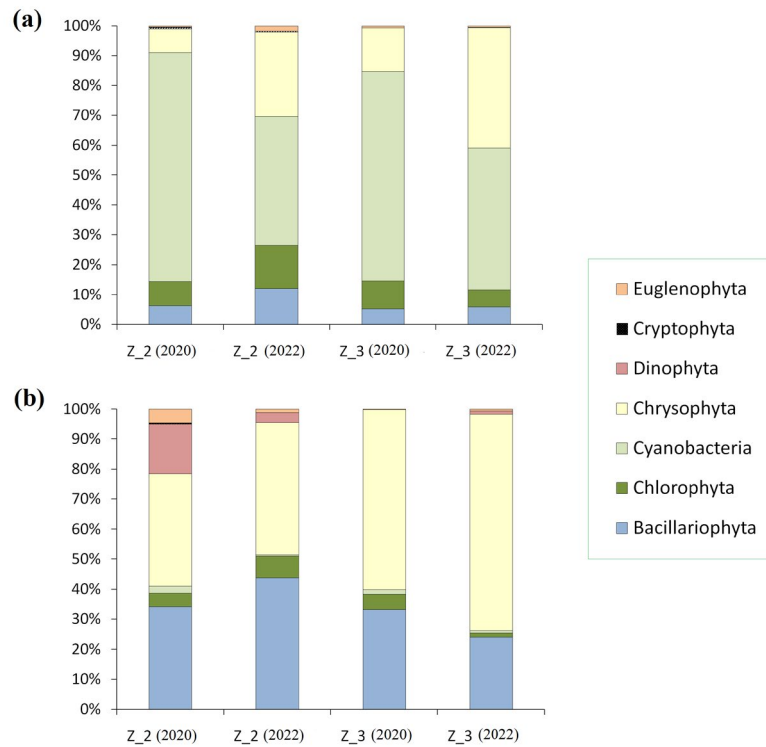 (a)
100%
90%
80%
70%
60%
50%
40%
30%
20%
10%
0%
Z_2 (2020)
Z_2 (2022)
Z_3 (2020)
Z_3 (2022)
(b)
100%
90%
80%
70%
60%
50%
40%
30%
20%
10%
0%
Z_2 (2020)
Z_2 (2022)
Z_3 (2020)
Z_3 (2022)
Euglenophyta
Cryptophyta
Dinophyta
Chrysophyta
Cyanobacteria
Chlorophyta
Bacillariophyta